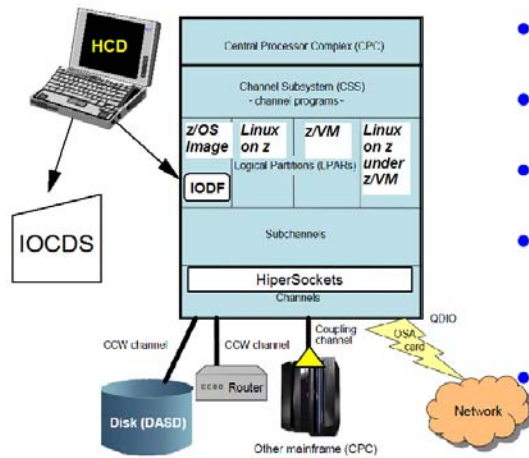 HCD
Central Processor Complex (CPC)
Channel Subsystem (CSS)
- channel programs -
z/OS
Image
Linux
on z
z/VM
Linux
on z
under
z/VM
Logical Partitions (LPARs)
IODF
IOCDS
Subchannels
HiperSockets
Channels
QDIO
CCW channel
CCW channel
Coupling
channel
OSA
card
Router
Disk (DASD)
Network
Other mainframe (CPC)